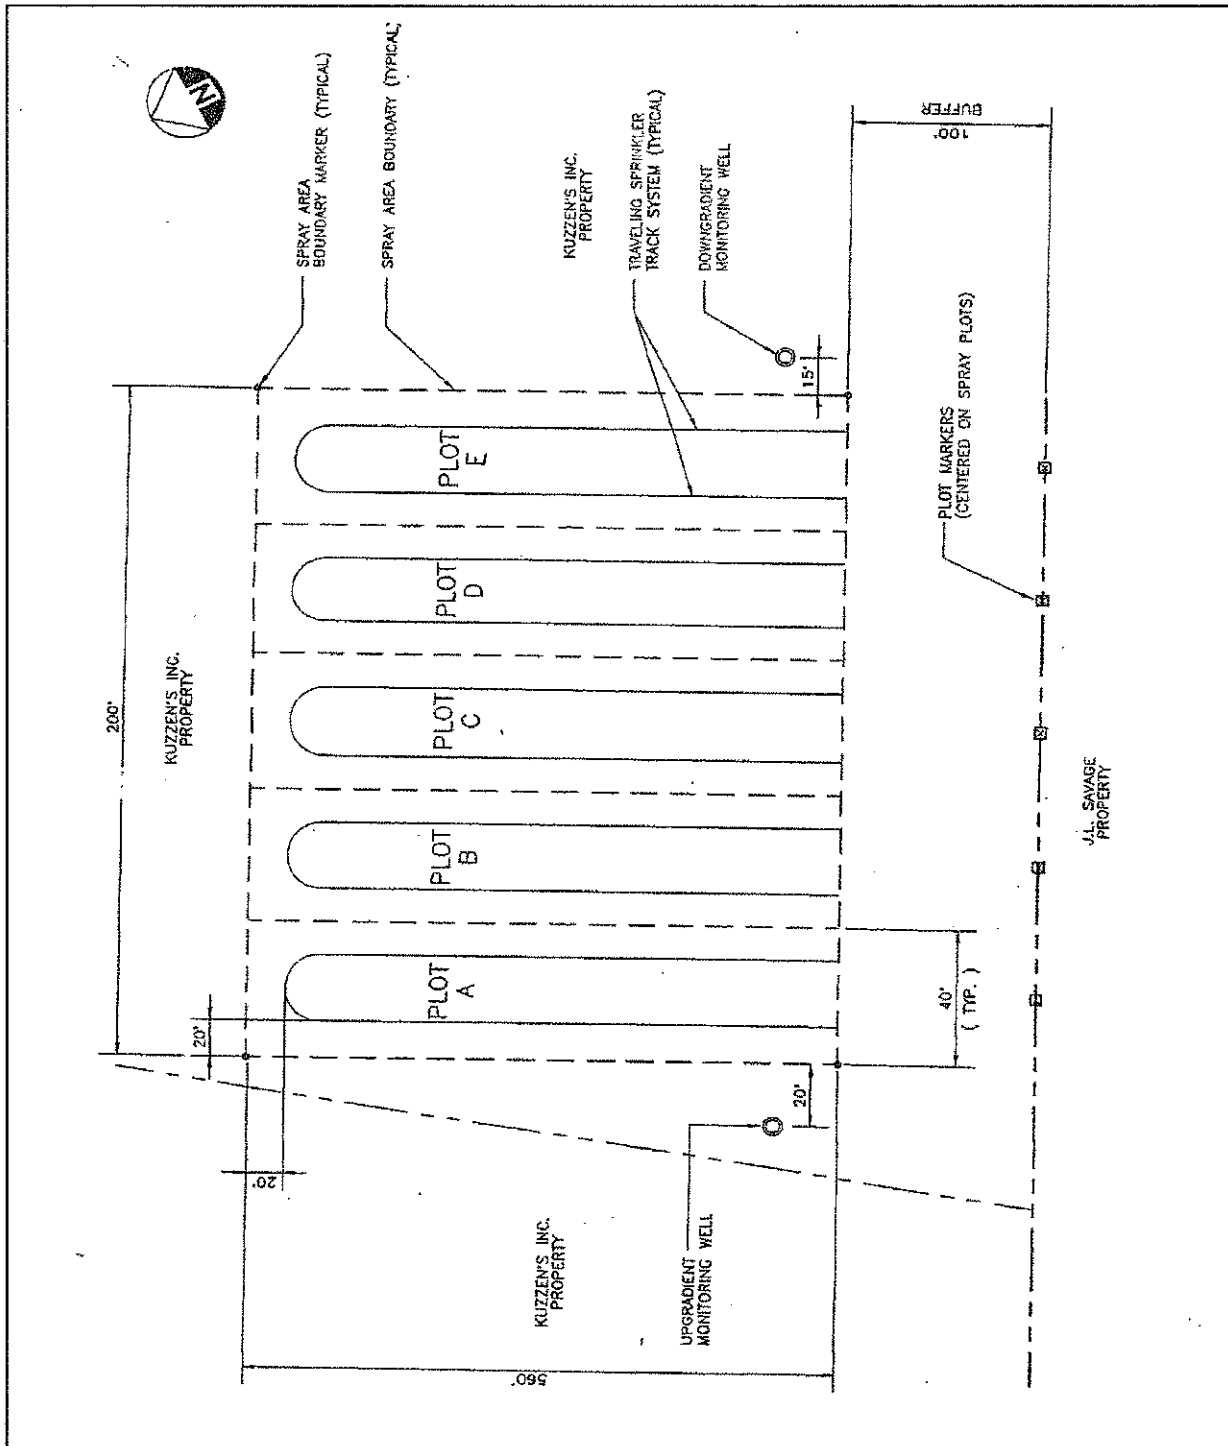 N
SPRAY AREA
BOUNDARY MARKER (TYPICAL)
SPRAY AREA BOUNDARY (TYPICAL)
200'
KUZZEN'S INC.
PROPERTY
KUZZEN'S INC.
PROPERTY
TRAVELING SPRINKLER
TRACK SYSTEM (TYPICAL)
DOWNGRADIENT
MONITORING WELL
15'
100'
BUFFER
PLOT
A
PLOT
B
PLOT
C
PLOT
D
PLOT
E
20'
20'
20'
40'
( TYP. )
PLOT MARKERS
(CENTERED ON SPRAY PLOTS)
J.L. SAVAGE
PROPERTY
KUZZEN'S INC.
PROPERTY
UPGRADIENT
MONITORING WELL
560'